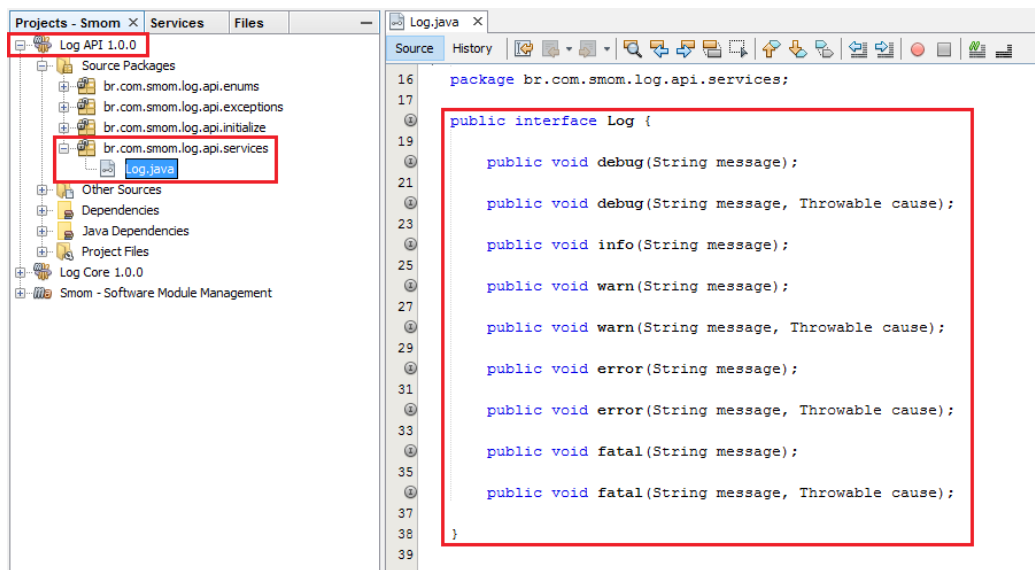 Projects - Smom × Services Files
Log API 1.0.0
Source Packages
br.com.smom.log.api.enums
br.com.smom.log.api.exceptions
br.com.smom.log.api.initialize
br.com.smom.log.api.services
Log.java
Other Sources
Dependencies
Java Dependencies
Project Files
Log Core 1.0.0
Smom - Software Module Management
Log.java ×
Source History
16 package br.com.smom.log.api.services;
17
public interface Log {
19
public void debug(String message);
21
public void debug(String message, Throwable cause);
23
public void info(String message);
25
public void warn(String message);
27
public void warn(String message, Throwable cause);
29
public void error(String message);
31
public void error(String message, Throwable cause);
33
public void fatal(String message);
35
public void fatal(String message, Throwable cause);
37
38 }
39